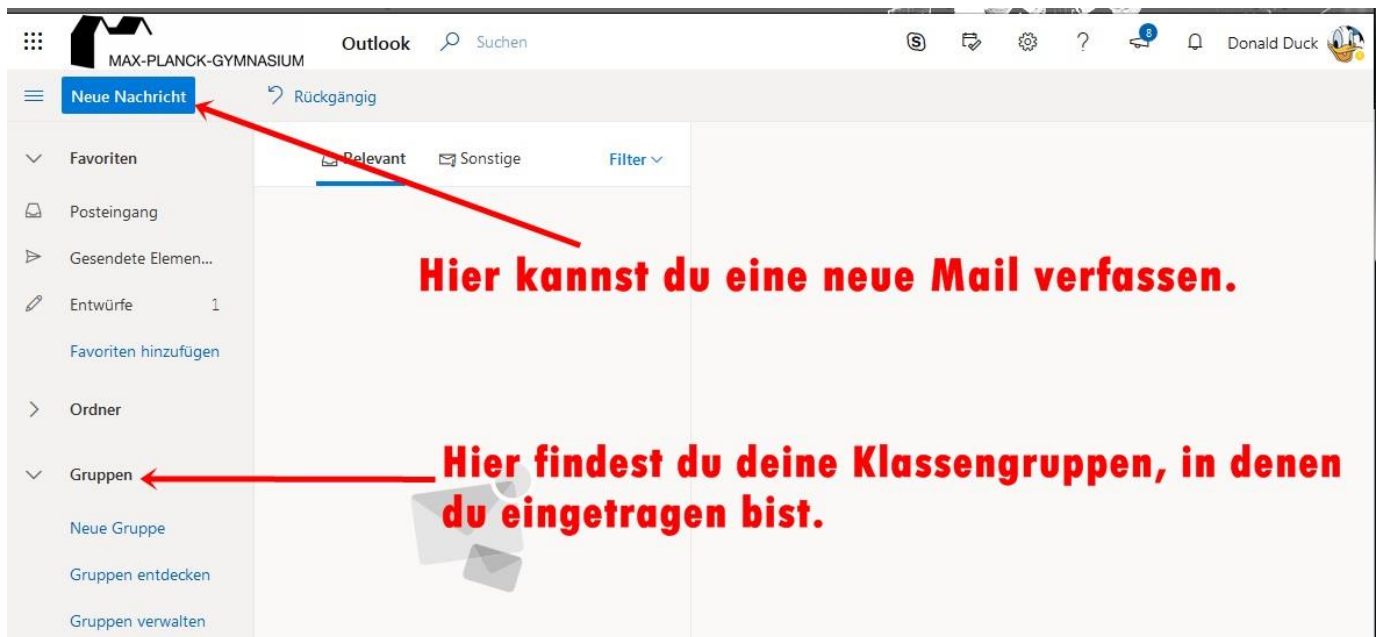 MAX-PLANCK-GYMNASIUM
Outlook
Suchen
8
Donald Duck
Neue Nachricht
Rückgängig
Favoriten
Relevant
Sonstige
Filter
Posteingang
Gesendete Elemen...
Hier kannst du eine neue Mail verfassen.
Entwürfe 1
Favoriten hinzufügen
Ordner
Gruppen
Hier findest du deine Klassengruppen, in denen
du eingetragen bist.
Neue Gruppe
Gruppen entdecken
Gruppen verwalten